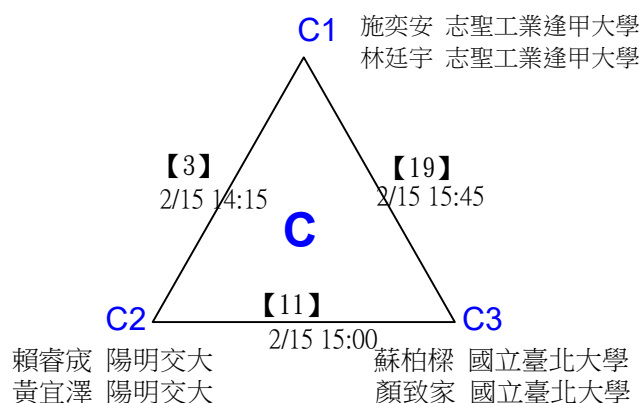 C1
施奕安 志聖工業逢甲大學
林廷宇 志聖工業逢甲大學
【3】
2/15 14:15
【19】
2/15 15:45
C
【11】
2/15 15:00
C2
C3
賴睿宬 陽明交大
黃宜澤 陽明交大
蘇柏樑 國立臺北大學
顏致家 國立臺北大學